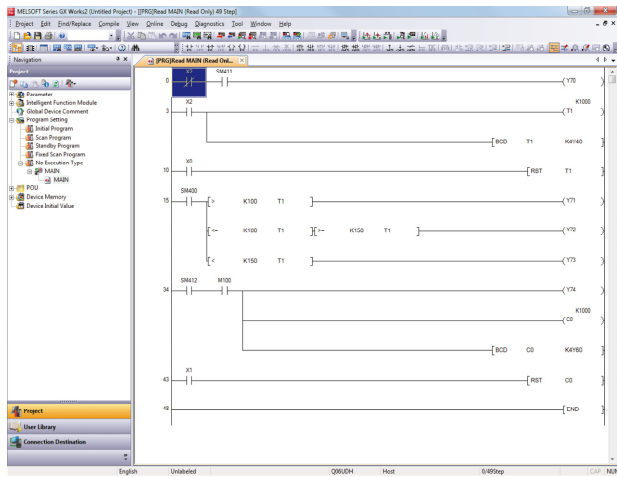 MELSOFT Series GX Works2 (Untitled Project) - [[PRG]Read MAIN (Read Only) 49 Step]
Project Edit Find/Replace Compile View Online Debug Diagnostics Tool Window Help
Navigation
[PRG]Read MAIN (Read Onl...
Project
Parameter
Intelligent Function Module
Global Device Comment
Program Setting
Initial Program
Scan Program
Standby Program
Fixed Scan Program
No Execution Type
MAIN
MAIN
POU
Device Memory
Device Initial Value
Project
User Library
Connection Destination
X2 SM411
0 Y70
X2 K1000
3 T1
BCD T1 K4Y40
X0
10 RST T1
SM400
15 > K100 T1 Y71
<= K100 T1 >= K150 T1 Y72
< K150 T1 Y73
SM412 M100
34 Y74
K1000
C0
BCD C0 K4Y60
X1
43 RST C0
49 END
English Unlabeled Q06UDH Host 0/49Step CAP NUM